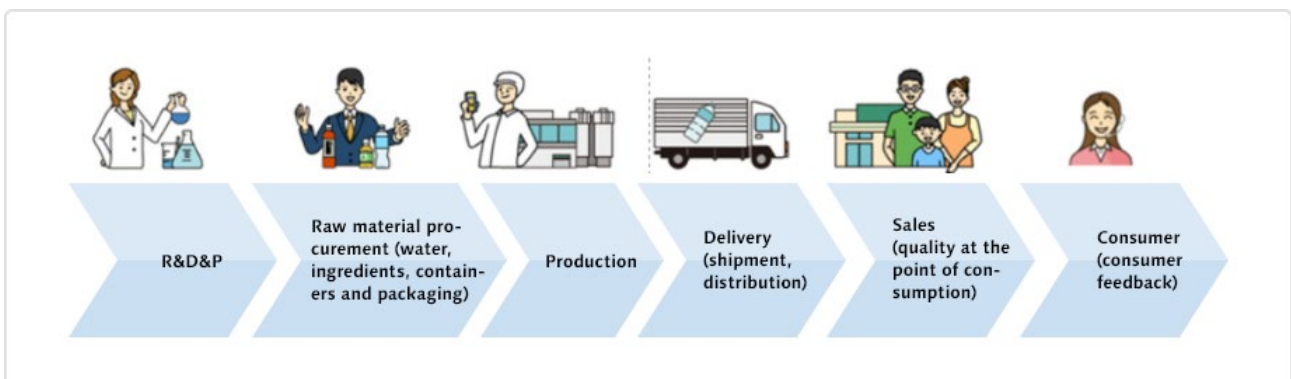 R&D&P
Raw material pro-
curement (water,
ingredients, contain-
ers and packaging)
Production
Delivery
(shipment,
distribution)
Sales
(quality at the
point of con-
sumption)
Consumer
(consumer
feedback)